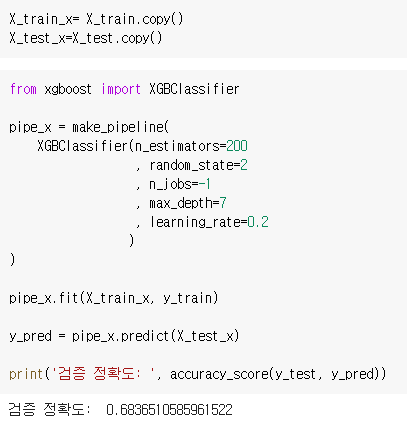 X_train_x= X_train.copy()
X_test_x=X_test.copy()
from xgboost import XGBClassifier
pipe_x = make_pipeline(
XGBClassifier(n_estimators=200
, random_state=2
, n_jobs=-1
, max_depth=7
, learning_rate=0.2
)
)
pipe_x.fit(X_train_x, y_train)
y_pred = pipe_x.predict(X_test_x)
print('검증 정확도: ', accuracy_score(y_test, y_pred))
검증 정확도:  0.6836510585961522